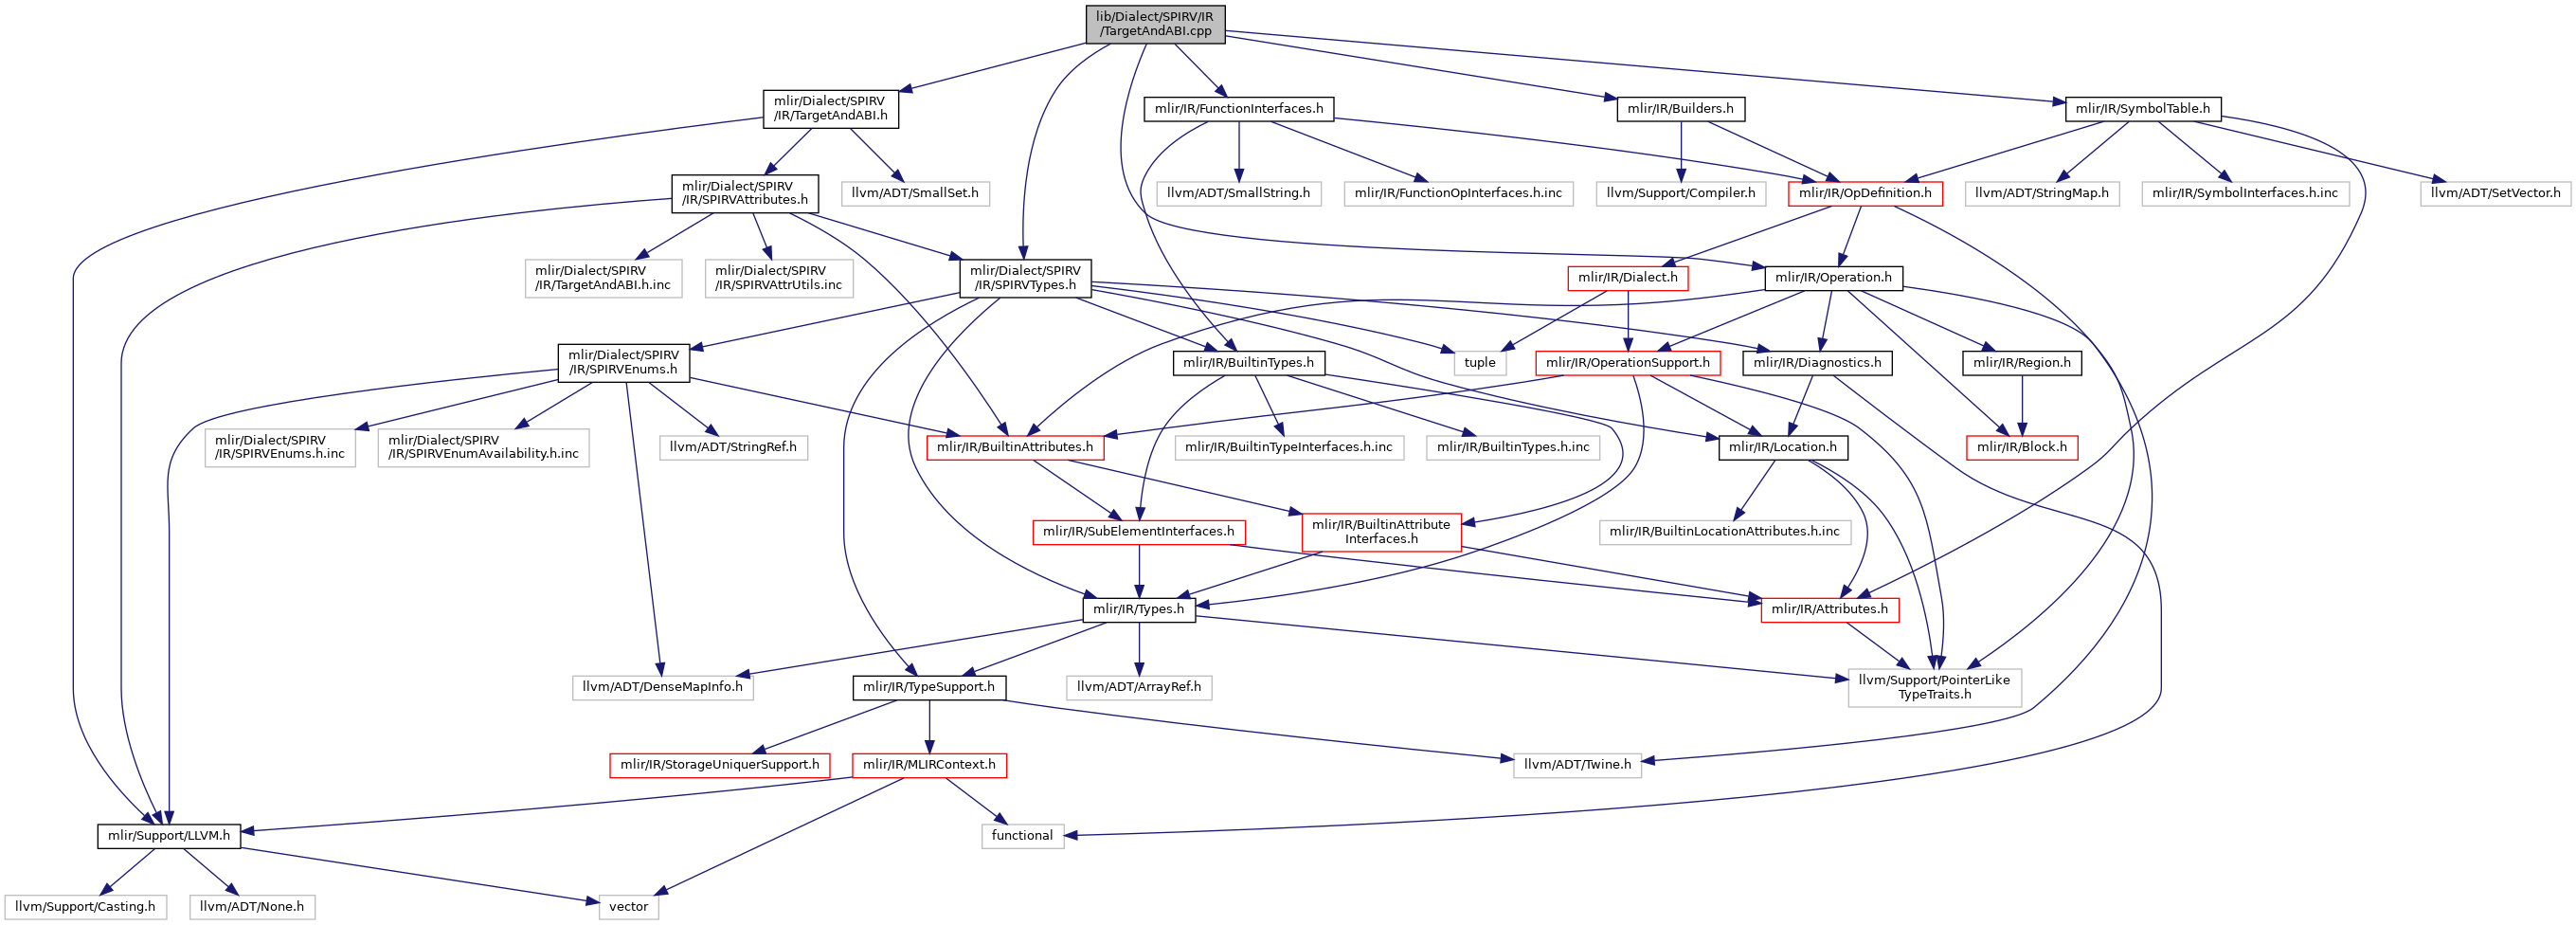 lib/Dialect/SPIRV/IR
/TargetAndABI.cpp
mlir/Dialect/SPIRV
/IR/TargetAndABI.h
mlir/IR/FunctionInterfaces.h
mlir/IR/Builders.h
mlir/IR/SymbolTable.h
mlir/Dialect/SPIRV
/IR/SPIRVAttributes.h
llvm/ADT/SmallSet.h
llvm/ADT/SmallString.h
mlir/IR/FunctionOpInterfaces.h.inc
llvm/Support/Compiler.h
mlir/IR/OpDefinition.h
llvm/ADT/StringMap.h
mlir/IR/SymbolInterfaces.h.inc
llvm/ADT/SetVector.h
mlir/Dialect/SPIRV
/IR/TargetAndABI.h.inc
mlir/Dialect/SPIRV
/IR/SPIRVAttrUtils.inc
mlir/Dialect/SPIRV
/IR/SPIRVTypes.h
mlir/IR/Dialect.h
mlir/IR/Operation.h
mlir/Dialect/SPIRV
/IR/SPIRVEnums.h
mlir/IR/BuiltinTypes.h
tuple
mlir/IR/OperationSupport.h
mlir/IR/Diagnostics.h
mlir/IR/Region.h
mlir/Dialect/SPIRV
/IR/SPIRVEnums.h.inc
mlir/Dialect/SPIRV
/IR/SPIRVEnumAvailability.h.inc
llvm/ADT/StringRef.h
mlir/IR/BuiltinAttributes.h
mlir/IR/BuiltinTypeInterfaces.h.inc
mlir/IR/BuiltinTypes.h.inc
mlir/IR/Location.h
mlir/IR/Block.h
mlir/IR/SubElementInterfaces.h
mlir/IR/BuiltinAttribute
Interfaces.h
mlir/IR/BuiltinLocationAttributes.h.inc
mlir/IR/Types.h
mlir/IR/Attributes.h
llvm/ADT/DenseMapInfo.h
mlir/IR/TypeSupport.h
llvm/ADT/ArrayRef.h
llvm/Support/PointerLike
TypeTraits.h
mlir/IR/StorageUniquerSupport.h
mlir/IR/MLIRContext.h
llvm/ADT/Twine.h
mlir/Support/LLVM.h
functional
llvm/Support/Casting.h
llvm/ADT/None.h
vector